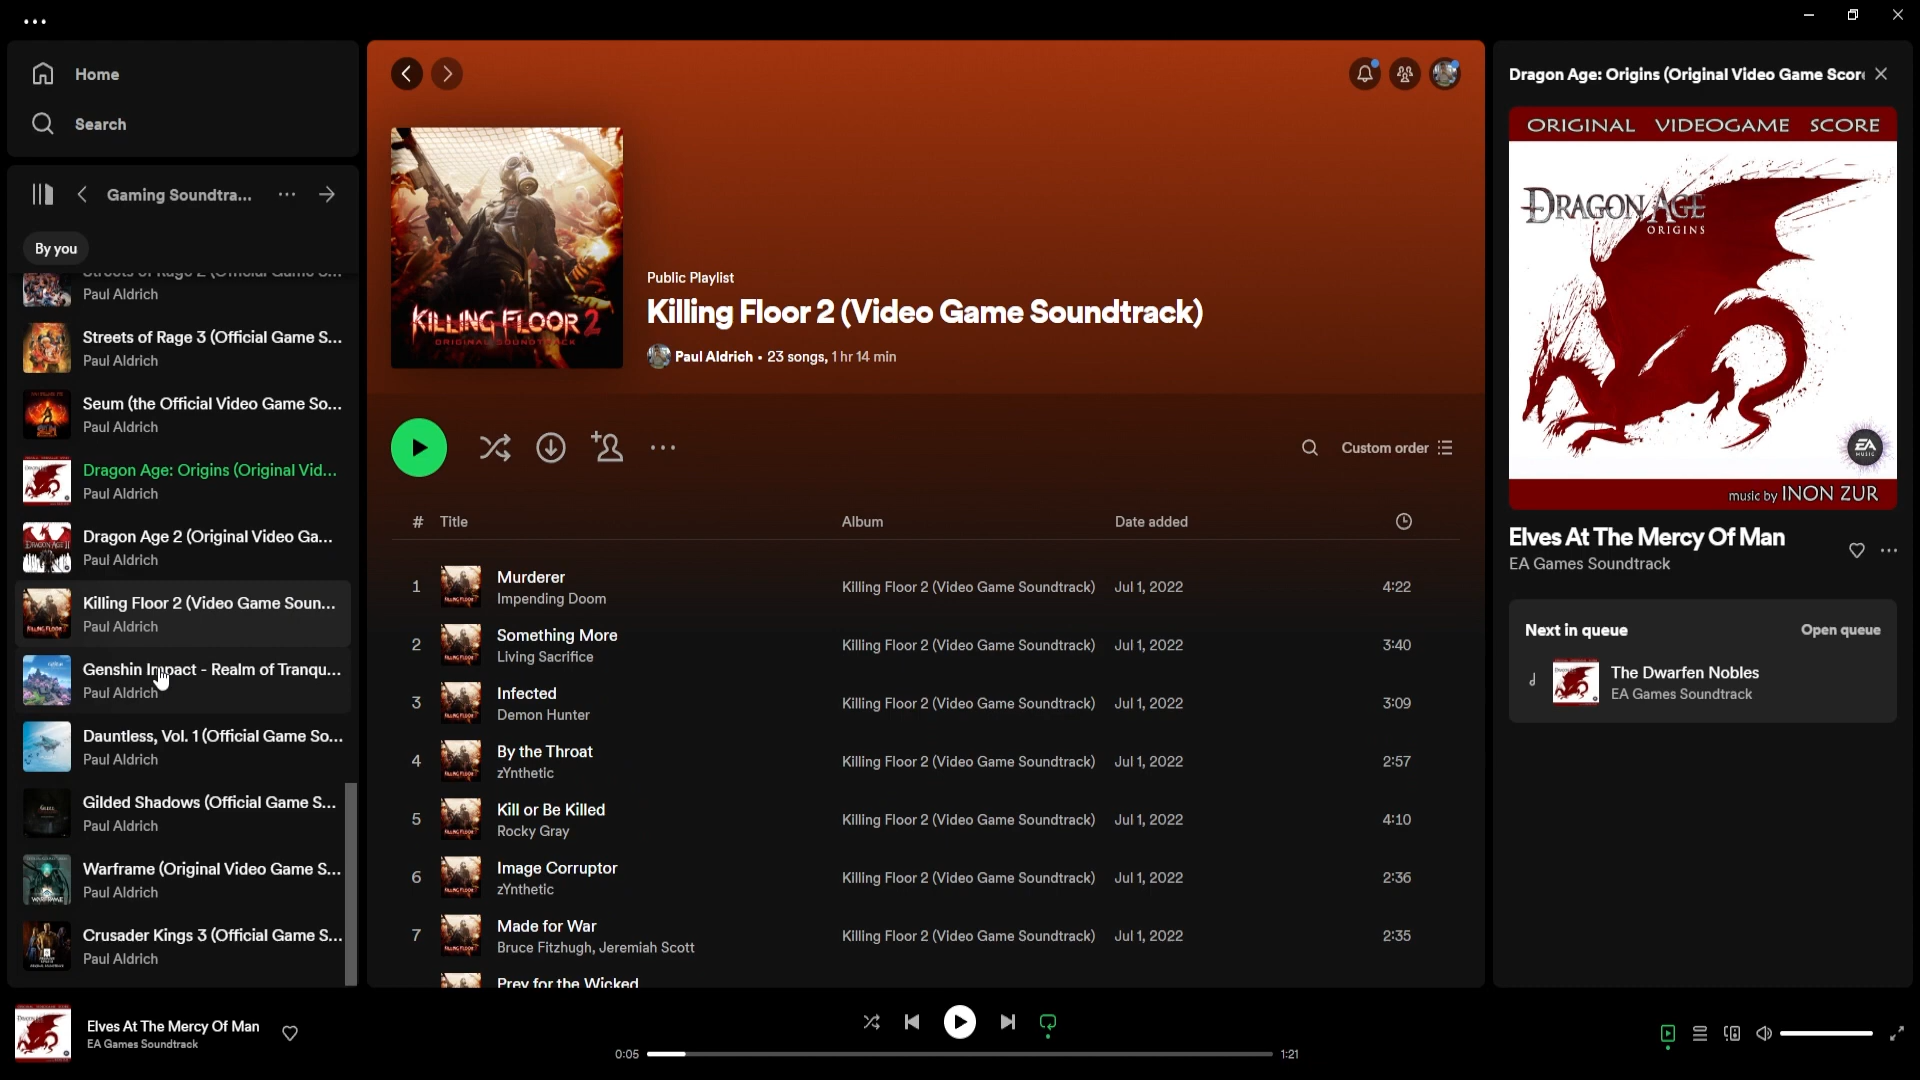 Home
Search
Gaming Soundtra...
By you
Paul Aldrich
Streets of Rage 3 (Official Game S...
Paul Aldrich
Seum (the Official Video Game So...
Paul Aldrich
Dragon Age: Origins (Original Vid...
Paul Aldrich
Dragon Age 2 (Original Video Ga...
Paul Aldrich
Killing Floor 2 (Video Game Soun...
Paul Aldrich
Genshin Impact - Realm of Tranqu...
Paul Aldrich
Dauntless, Vol. 1 (Official Game So...
Paul Aldrich
Gilded Shadows (Official Game S...
Paul Aldrich
Warframe (Original Video Game S...
Paul Aldrich
Crusader Kings 3 (Official Game S...
Paul Aldrich
KILLING FLOOR 2
ORIGINAL SOUNDTRACK
Public Playlist
Killing Floor 2 (Video Game Soundtrack)
Paul Aldrich • 23 songs, 1 hr 14 min
Custom order
# Title Album Date added
1 Murderer Killing Floor 2 (Video Game Soundtrack) Jul 1, 2022 4:22
Impending Doom
2 Something More Killing Floor 2 (Video Game Soundtrack) Jul 1, 2022 3:40
Living Sacrifice
3 Infected Killing Floor 2 (Video Game Soundtrack) Jul 1, 2022 3:09
Demon Hunter
4 By the Throat Killing Floor 2 (Video Game Soundtrack) Jul 1, 2022 2:57
zYnthetic
5 Kill or Be Killed Killing Floor 2 (Video Game Soundtrack) Jul 1, 2022 4:10
Rocky Gray
6 Image Corruptor Killing Floor 2 (Video Game Soundtrack) Jul 1, 2022 2:36
zYnthetic
7 Made for War Killing Floor 2 (Video Game Soundtrack) Jul 1, 2022 2:35
Bruce Fitzhugh, Jeremiah Scott
Prey for the Wicked
Dragon Age: Origins (Original Video Game Scor
ORIGINAL VIDEOGAME SCORE
DRAGON AGE
ORIGINS
EA
MUSIC
music by INON ZUR
Elves At The Mercy Of Man
EA Games Soundtrack
Next in queue Open queue
The Dwarfen Nobles
EA Games Soundtrack
Elves At The Mercy Of Man
EA Games Soundtrack
0:05 1:21